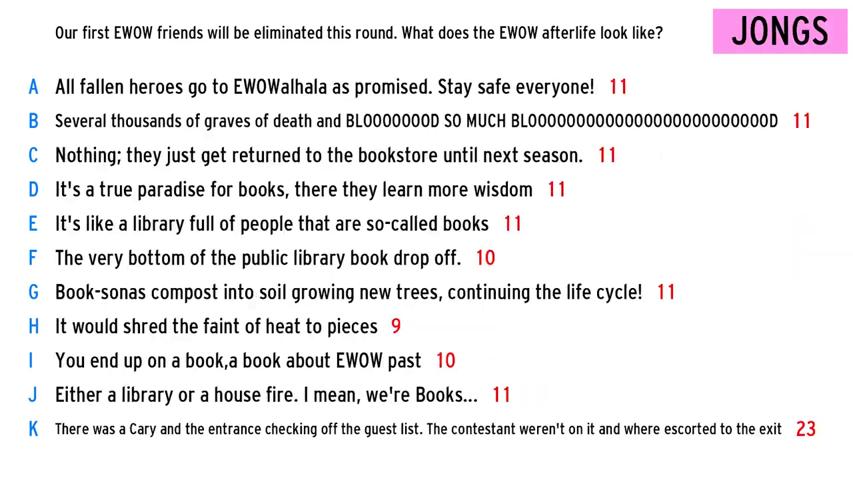 Our first EWOW friends will be eliminated this round. What does the EWOW afterlife look like?
JONGS
A All fallen heroes go to EWOWalhala as promised. Stay safe everyone! 11
B Several thousands of graves of death and BLOOOOOOOD SO MUCH BLOOOOOOOOOOOOOOOOOOOOOOOOOD 11
C Nothing; they just get returned to the bookstore until next season. 11
D It's a true paradise for books, there they learn more wisdom 11
E It's like a library full of people that are so-called books 11
F The very bottom of the public library book drop off. 10
G Book-sonas compost into soil growing new trees, continuing the life cycle! 11
H It would shred the faint of heat to pieces 9
I You end up on a book,a book about EWOW past 10
J Either a library or a house fire. I mean, we're Books... 11
K There was a Cary and the entrance checking off the guest list. The contestant weren't on it and where escorted to the exit 23